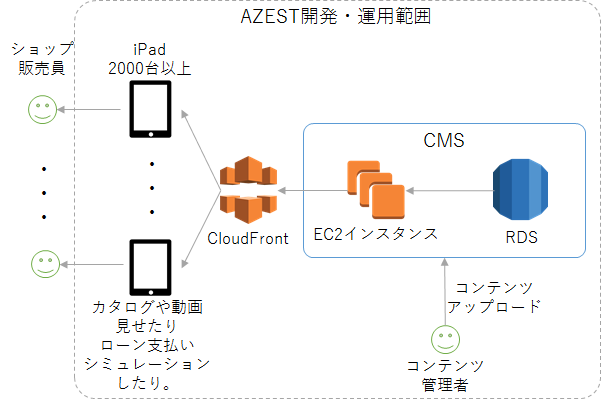 AZEST開発・運用範囲
ショップ
販売員
iPad
2000台以上
CMS
CloudFront
EC2インスタンス
RDS
カタログや動画
見せたり
ローン支払い
シミュレーション
したり。
コンテンツ
アップロード
コンテンツ
管理者